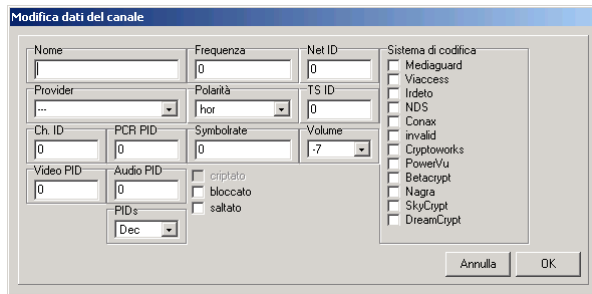 Modifica dati del canale
Nome
Frequenza
0
Net ID
0
Provider
---
Polarità
hor
TS ID
0
Ch. ID
0
PCR PID
0
Symbolrate
0
Volume
-7
Video PID
0
Audio PID
0
PIDs
Dec
criptato
bloccato
saltato
Sistema di codifica
Mediaguard
Viaccess
Irdeto
NDS
Conax
invalid
Cryptoworks
PowerVu
Betacrypt
Nagra
SkyCrypt
DreamCrypt
Annulla
OK